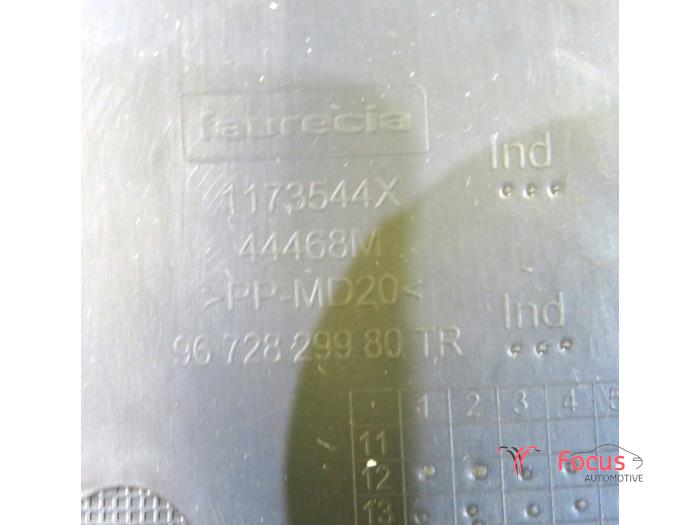 faurecia
Ind
1173544X
44468M
>PP-MD20<
Ind
96 728 299 80 TR
1 2 3 4 5
11
12
13
Focus
AUTOMOTIVE